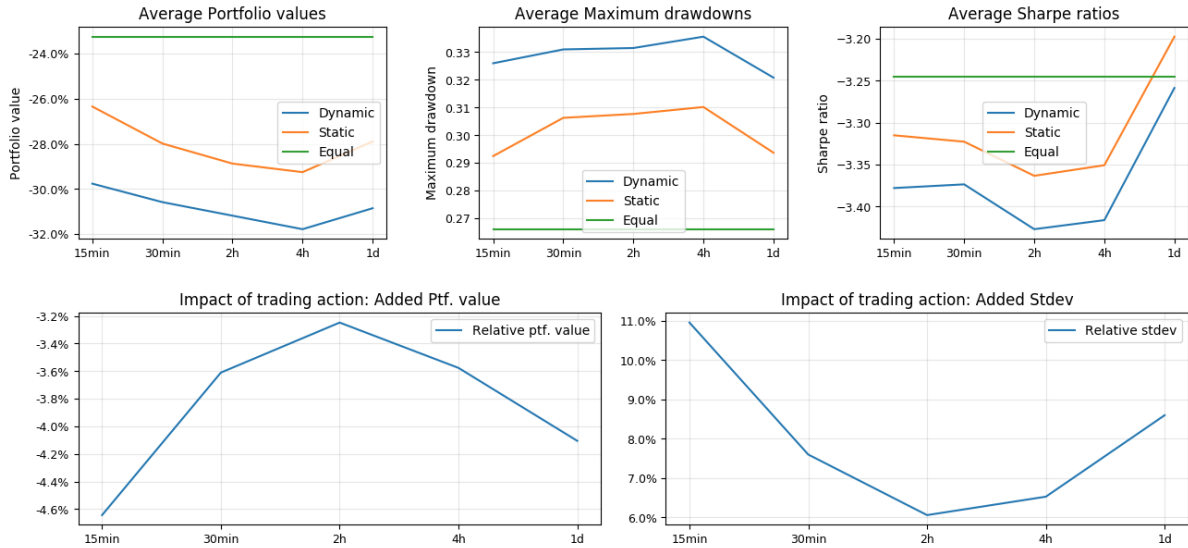 Average Portfolio values
Portfolio value
-24.0%
-26.0%
-28.0%
-30.0%
-32.0%
Dynamic
Static
Equal
15min 30min 2h 4h 1d
Average Maximum drawdowns
Maximum drawdown
0.33
0.32
0.31
0.30
0.29
0.28
0.27
Dynamic
Static
Equal
15min 30min 2h 4h 1d
Average Sharpe ratios
Sharpe ratio
−3.20
−3.25
−3.30
−3.35
−3.40
Dynamic
Static
Equal
15min 30min 2h 4h 1d
Impact of trading action: Added Ptf. value
-3.2%
-3.4%
-3.6%
-3.8%
-4.0%
-4.2%
-4.4%
-4.6%
Relative ptf. value
15min 30min 2h 4h 1d
Impact of trading action: Added Stdev
11.0%
10.0%
9.0%
8.0%
7.0%
6.0%
Relative stdev
15min 30min 2h 4h 1d